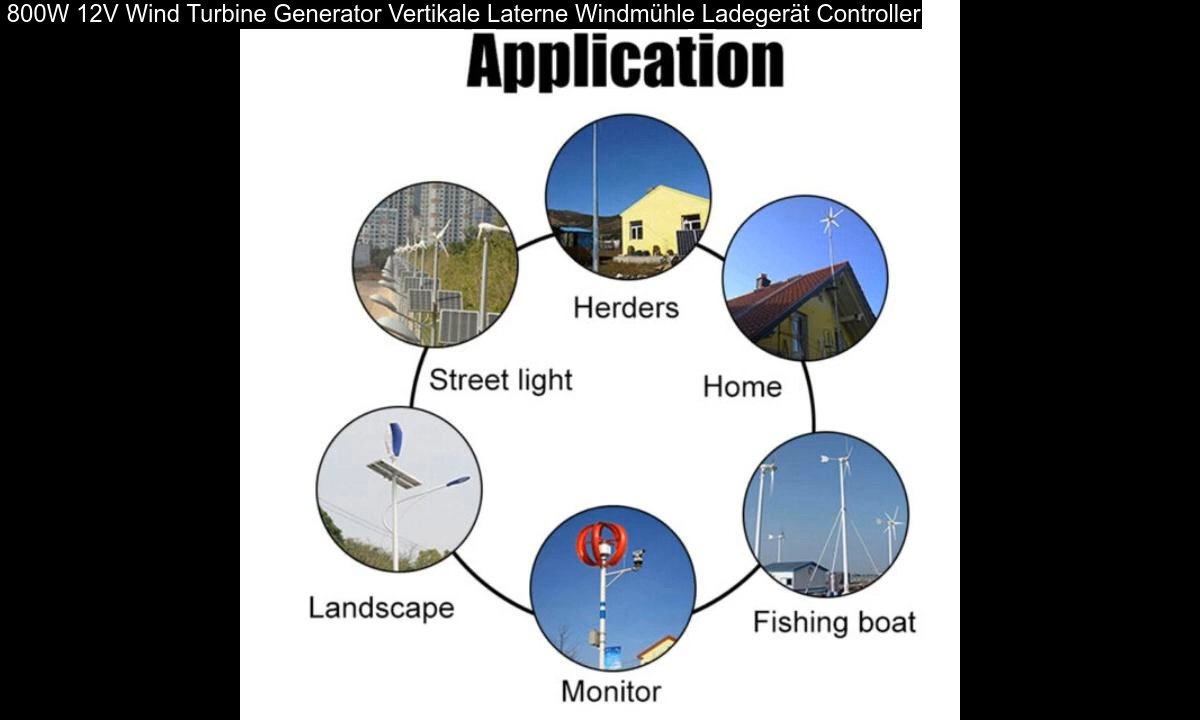 800W 12V Wind Turbine Generator Vertikale Laterne Windmühle Ladegerät Controller
Application
Herders
Street light
Home
Landscape
Fishing boat
Monitor